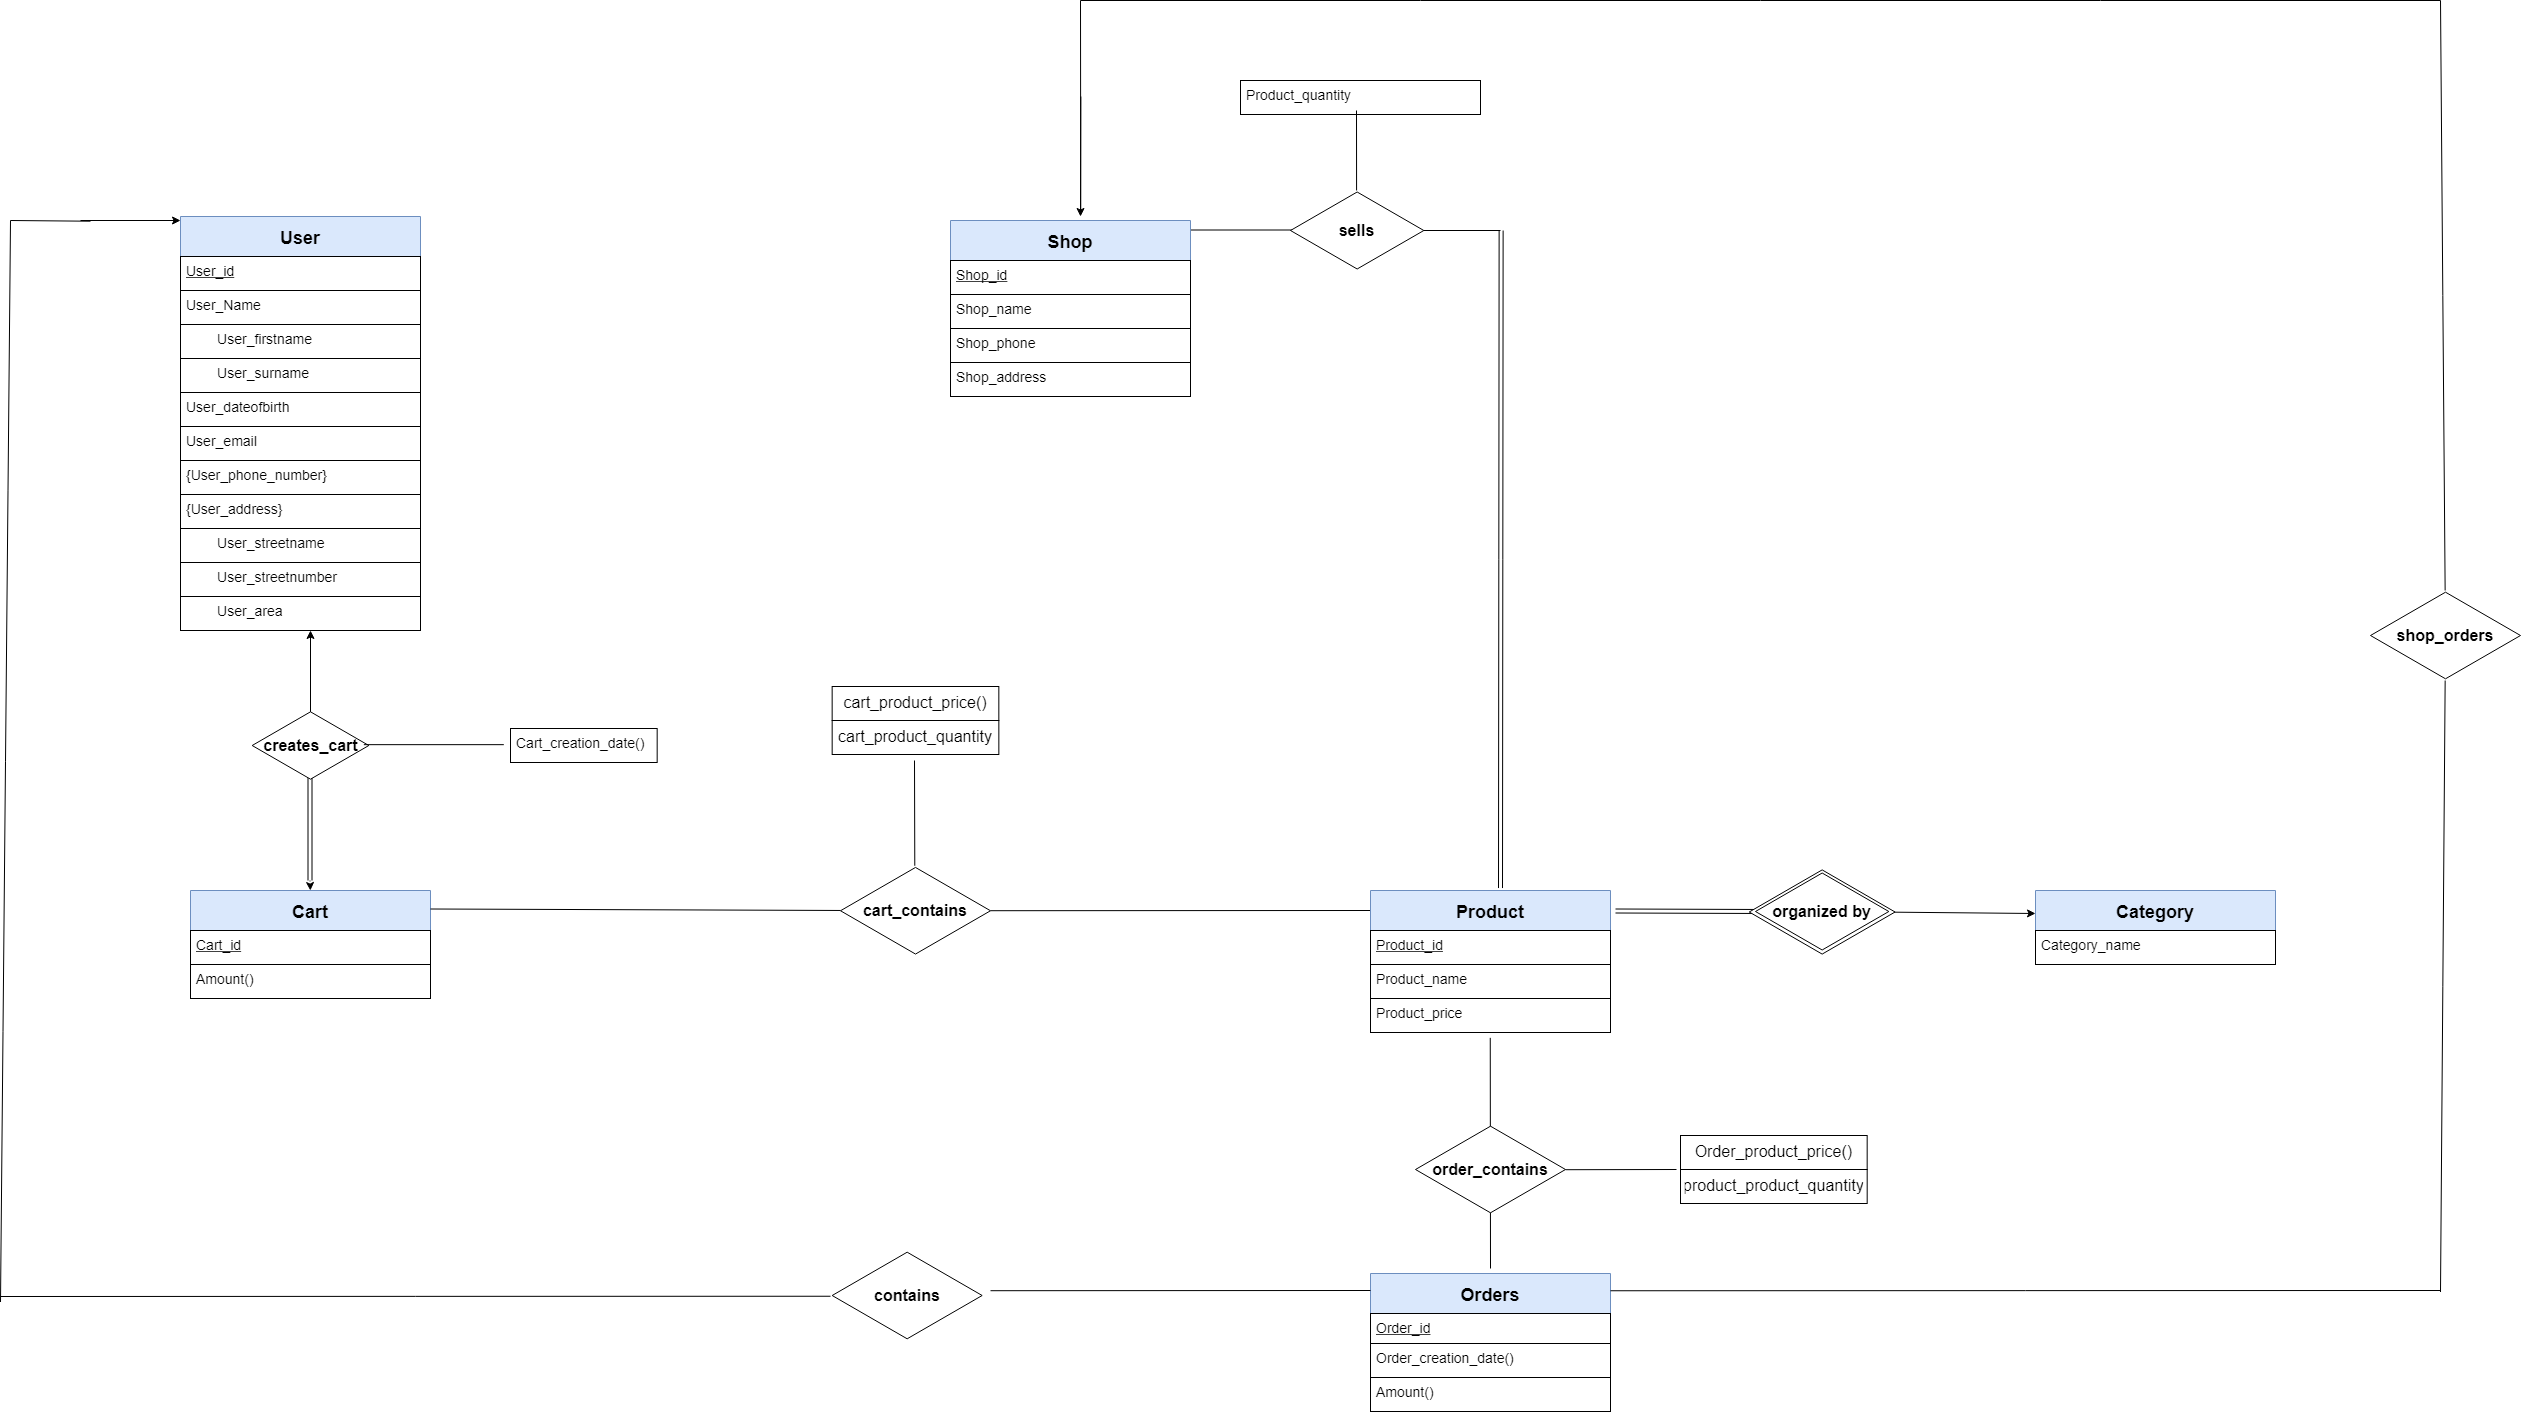 Product_quantity
sells
User
User_id
User_Name
User_firstname
User_surname
User_dateofbirth
User_email
{User_phone_number}
{User_address}
User_streetname
User_streetnumber
User_area
Shop
Shop_id
Shop_name
Shop_phone
Shop_address
shop_orders
creates_cart
Cart_creation_date()
cart_product_price()
cart_product_quantity
Cart
Cart_id
Amount()
cart_contains
Product
Product_id
Product_name
Product_price
organized by
Category
Category_name
order_contains
Order_product_price()
product_product_quantity
contains
Orders
Order_id
Order_creation_date()
Amount()